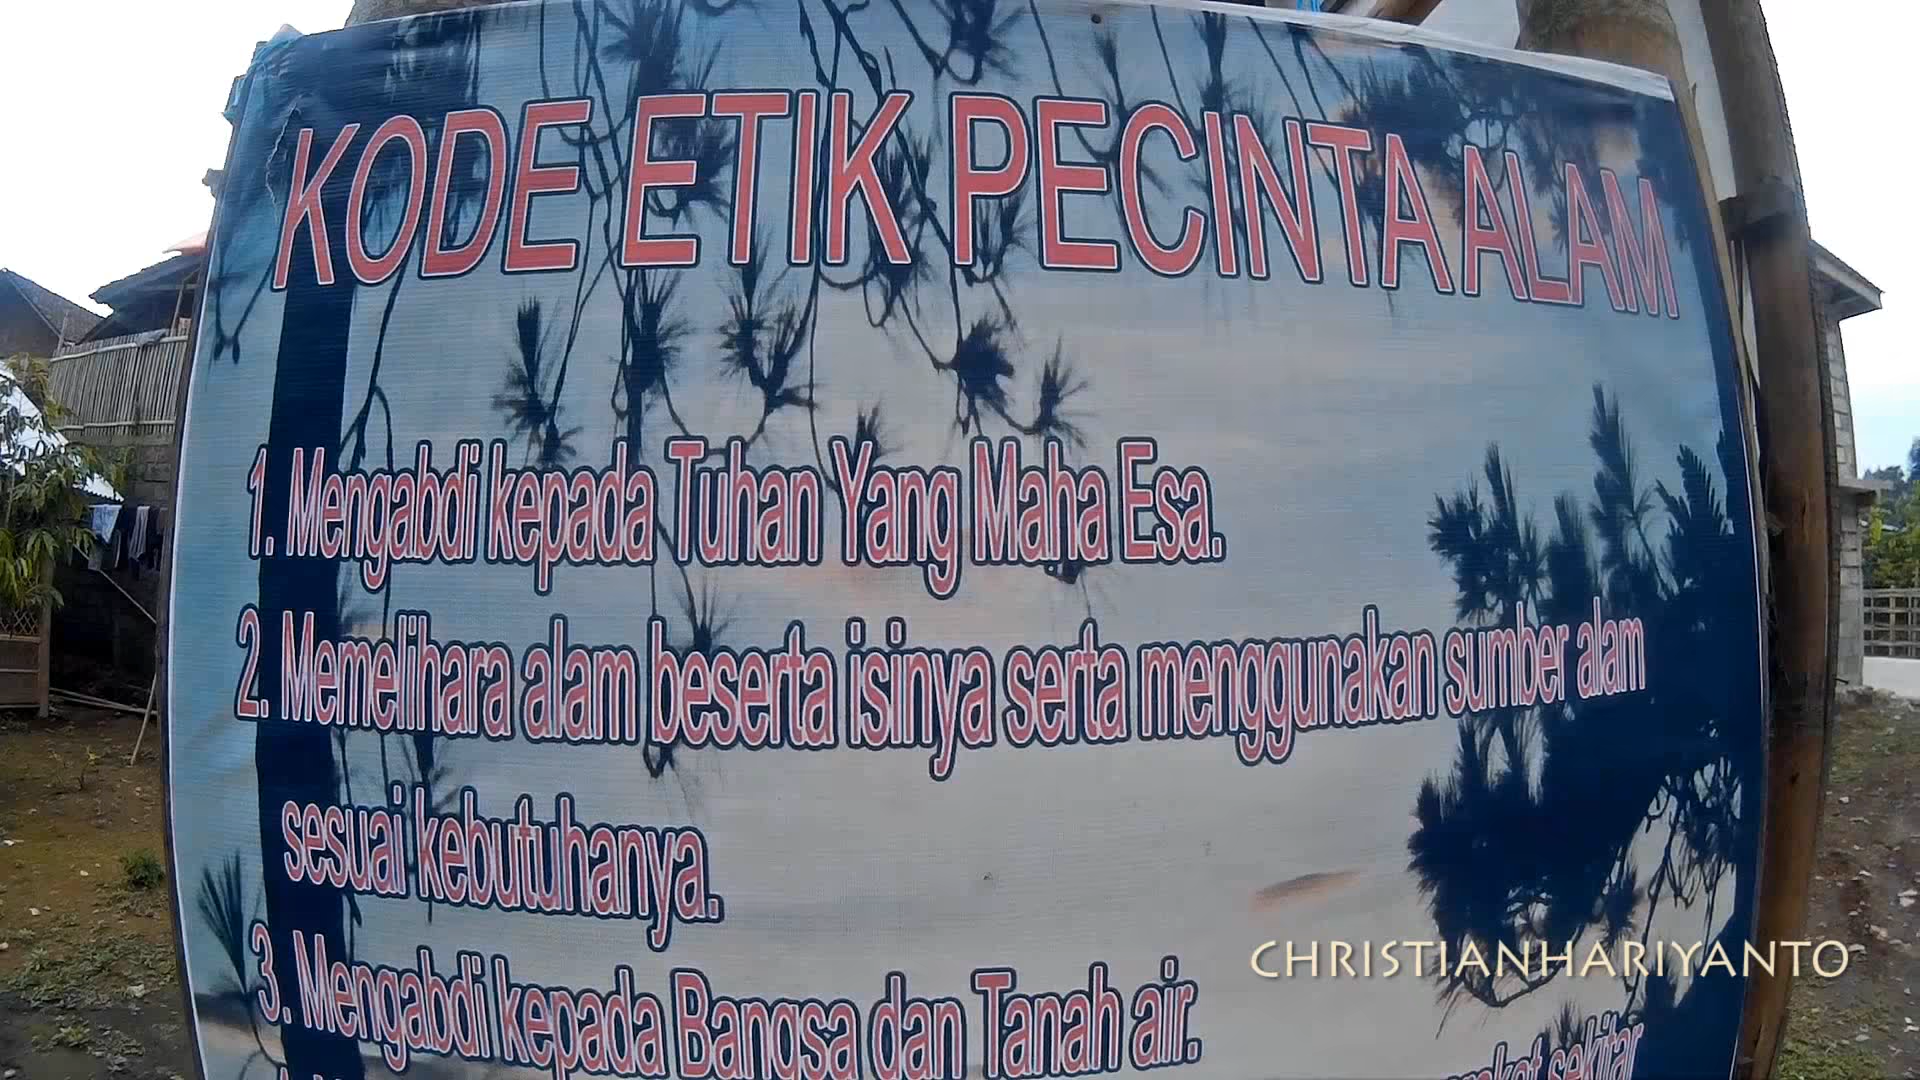 KODE ETIK PECINTA ALAM
1. Mengabdi kepada Tuhan Yang Maha Esa.
2. Memelihara alam beserta isinya serta menggunakan sumber alam
sesuai kebutuhanya.
3. Mengabdi kepada Bangsa dan Tanah air.
sekitar
CHRISTIANHARIYANTO